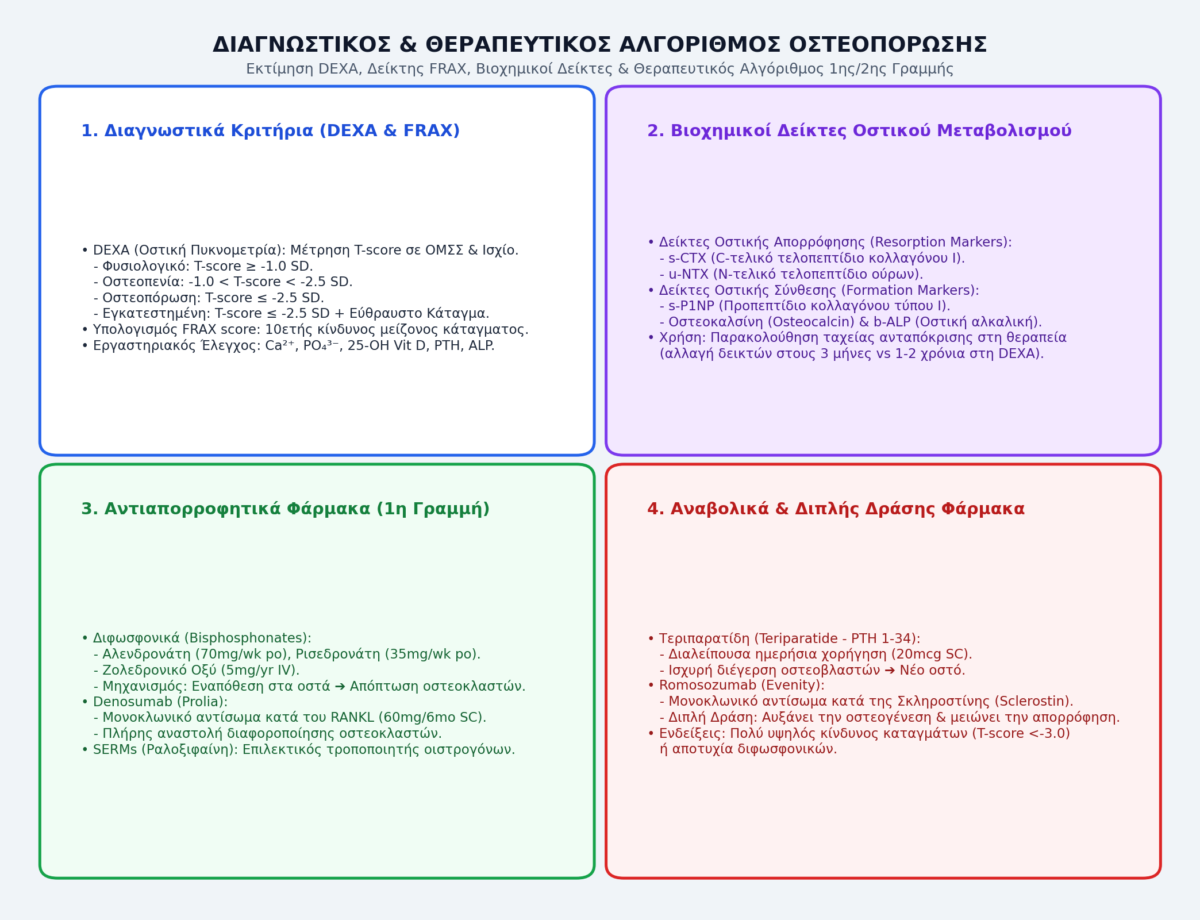 ΔΙΑΓΝΩΣΤΙΚΟΣ & ΘΕΡΑΠΕΥΤΙΚΟΣ ΑΛΓΟΡΙΘΜΟΣ ΟΣΤΕΟΠΟΡΩΣΗΣ
Εκτίμηση DEXA, Δείκτης FRAX, Βιοχημικοί Δείκτες & Θεραπευτικός Αλγόριθμος 1ης/2ης Γραμμής
1. Διαγνωστικά Κριτήρια (DEXA & FRAX)
• DEXA (Οστική Πυκνομετρία): Μέτρηση T-score σε ΟΜΣΣ & Ισχίο.
- Φυσιολογικό: T-score ≥ -1.0 SD.
- Οστεοπενία: -1.0 < T-score < -2.5 SD.
- Οστεοπόρωση: T-score ≤ -2.5 SD.
- Εγκατεστημένη: T-score ≤ -2.5 SD + Εύθραυστο Κάταγμα.
• Υπολογισμός FRAX score: 10ετής κίνδυνος μείζονος κάταγματος.
• Εργαστηριακός Έλεγχος: Ca²⁺, PO₄³⁻, 25-OH Vit D, PTH, ALP.
2. Βιοχημικοί Δείκτες Οστικού Μεταβολισμού
• Δείκτες Οστικής Απορρόφησης (Resorption Markers):
- s-CTX (C-τελικό τελοπεπτίδιο κολλαγόνου I).
- u-NTX (N-τελικό τελοπεπτίδιο ούρων).
• Δείκτες Οστικής Σύνθεσης (Formation Markers):
- s-P1NP (Προπεπτίδιο κολλαγόνου τύπου I).
- Οστεοκαλσίνη (Osteocalcin) & b-ALP (Οστική αλκαλική).
• Χρήση: Παρακολούθηση ταχείας ανταπόκρισης στη θεραπεία
(αλλαγή δεικτών στους 3 μήνες vs 1-2 χρόνια στη DEXA).
3. Αντιαπορροφητικά Φάρμακα (1η Γραμμή)
• Διφωσφονικά (Bisphosphonates):
- Αλενδρονάτη (70mg/wk po), Ρισεδρονάτη (35mg/wk po).
- Ζολεδρονικό Οξύ (5mg/yr IV).
- Μηχανισμός: Εναπόθεση στα οστά ➔ Απόπτωση οστεοκλαστών.
• Denosumab (Prolia):
- Μονοκλωνικό αντίσωμα κατά του RANKL (60mg/6mo SC).
- Πλήρης αναστολή διαφοροποίησης οστεοκλαστών.
• SERMs (Ραλοξιφαίνη): Επιλεκτικός τροποποιητής οιστρογόνων.
4. Αναβολικά & Διπλής Δράσης Φάρμακα
• Τεριπαρατίδη (Teriparatide - PTH 1-34):
- Διαλείπουσα ημερήσια χορήγηση (20mcg SC).
- Ισχυρή διέγερση οστεοβλαστών ➔ Νέο οστό.
• Romosozumab (Evenity):
- Μονοκλωνικό αντίσωμα κατά της Σκληροστίνης (Sclerostin).
- Διπλή Δράση: Αυξάνει την οστεογένεση & μειώνει την απορρόφηση.
• Ενδείξεις: Πολύ υψηλός κίνδυνος καταγμάτων (T-score <-3.0)
ή αποτυχία διφωσφονικών.